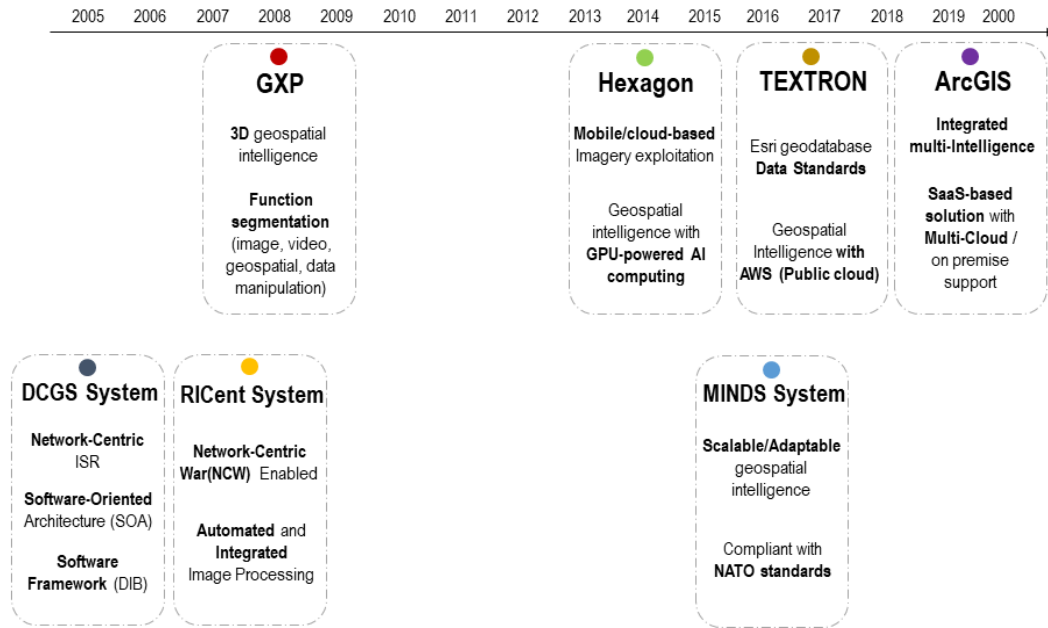 2005 2006 2007 2008 2009 2010 2011 2012 2013 2014 2015 2016 2017 2018 2019 2000
GXP
3D geospatial
intelligence
Function
segmentation
(image, video,
geospatial, data
manipulation)
Hexagon
Mobile/cloud-based
Imagery exploitation
Geospatial
intelligence with
GPU-powered AI
computing
TEXTRON
Esri geodatabase
Data Standards
Geospatial
Intelligence with
AWS (Public cloud)
ArcGIS
Integrated
multi-Intelligence
SaaS-based
solution with
Multi-Cloud /
on premise
support
DCGS System
Network-Centric
ISR
Software-Oriented
Architecture (SOA)
Software
Framework (DIB)
RICent System
Network-Centric
War(NCW) Enabled
Automated and
Integrated
Image Processing
MINDS System
Scalable/Adaptable
geospatial
intelligence
Compliant with
NATO standards